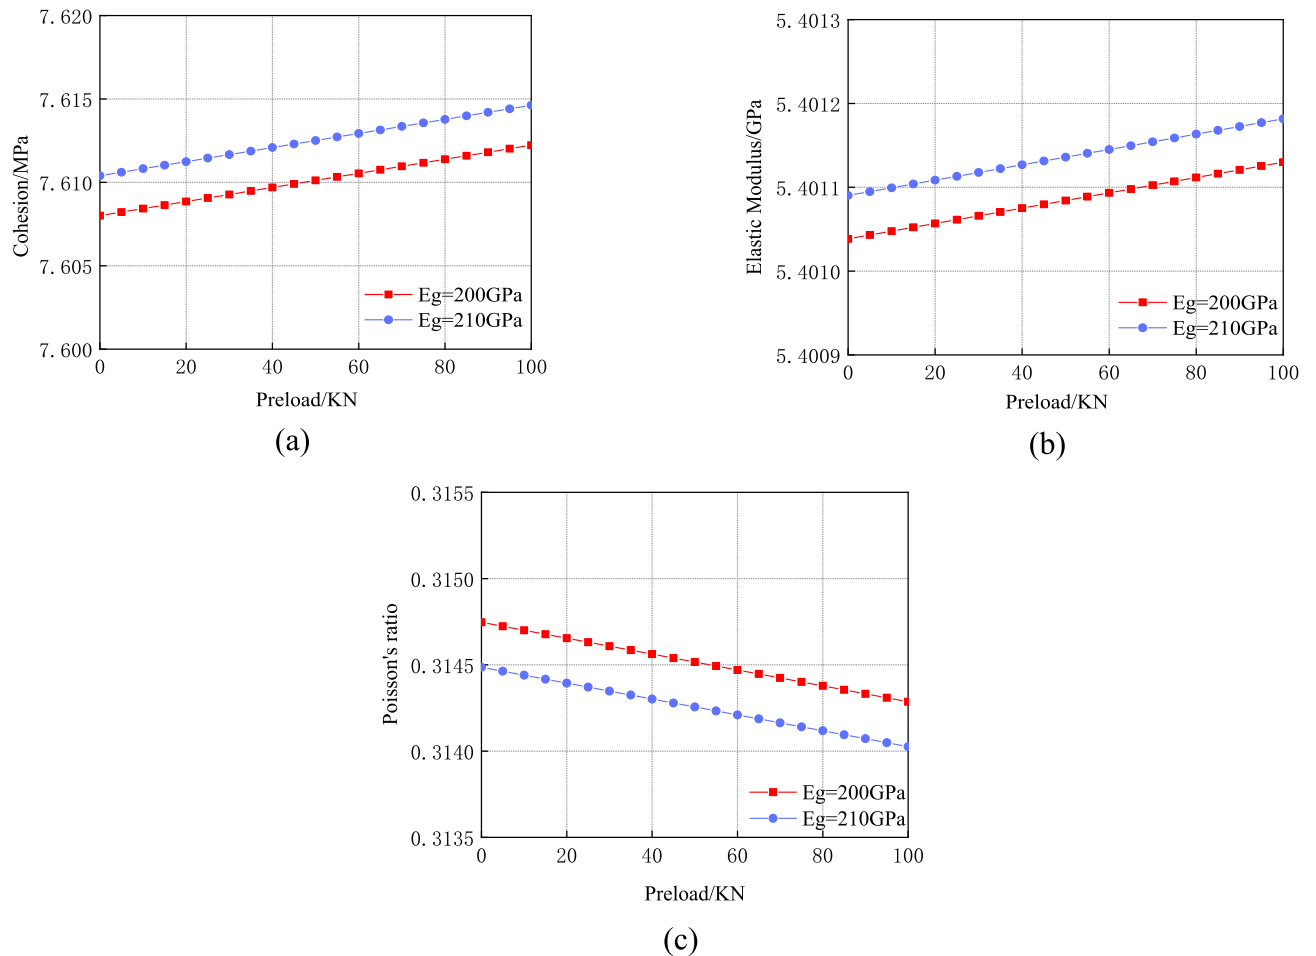 7.620
7.615
7.610
7.605
7.600
Cohesion/MPa
Eg=200GPa
Eg=210GPa
0 20 40 60 80 100
Preload/KN
(a)
5.4013
5.4012
5.4011
5.4010
5.4009
Elastic Modulus/GPa
Eg=200GPa
Eg=210GPa
0 20 40 60 80 100
Preload/KN
(b)
0.3155
0.3150
0.3145
0.3140
0.3135
Poisson's ratio
Eg=200GPa
Eg=210GPa
0 20 40 60 80 100
Preload/KN
(c)